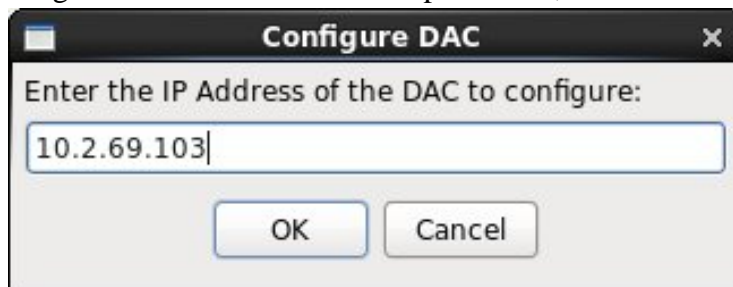 Configure DAC
Enter the IP Address of the DAC to configure:
10.2.69.103
OK Cancel